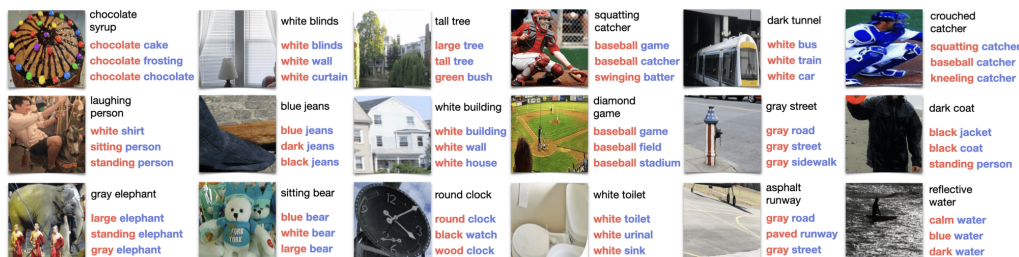 chocolate
syrup
chocolate cake
chocolate frosting
chocolate chocolate
white blinds
white blinds
white wall
white curtain
tall tree
large tree
tall tree
green bush
squatting
catcher
baseball game
baseball catcher
swinging batter
dark tunnel
white bus
white train
white car
crouched
catcher
squatting catcher
baseball catcher
kneeling catcher
laughing
person
white shirt
sitting person
standing person
blue jeans
blue jeans
dark jeans
black jeans
white building
white building
white wall
white house
diamond
game
baseball game
baseball field
baseball stadium
gray street
gray road
gray street
gray sidewalk
dark coat
black jacket
black coat
standing person
gray elephant
large elephant
standing elephant
gray elephant
sitting bear
blue bear
white bear
large bear
round clock
round clock
black watch
wood clock
white toilet
white toilet
white urinal
white sink
asphalt
runway
gray road
paved runway
gray street
reflective
water
calm water
blue water
dark water